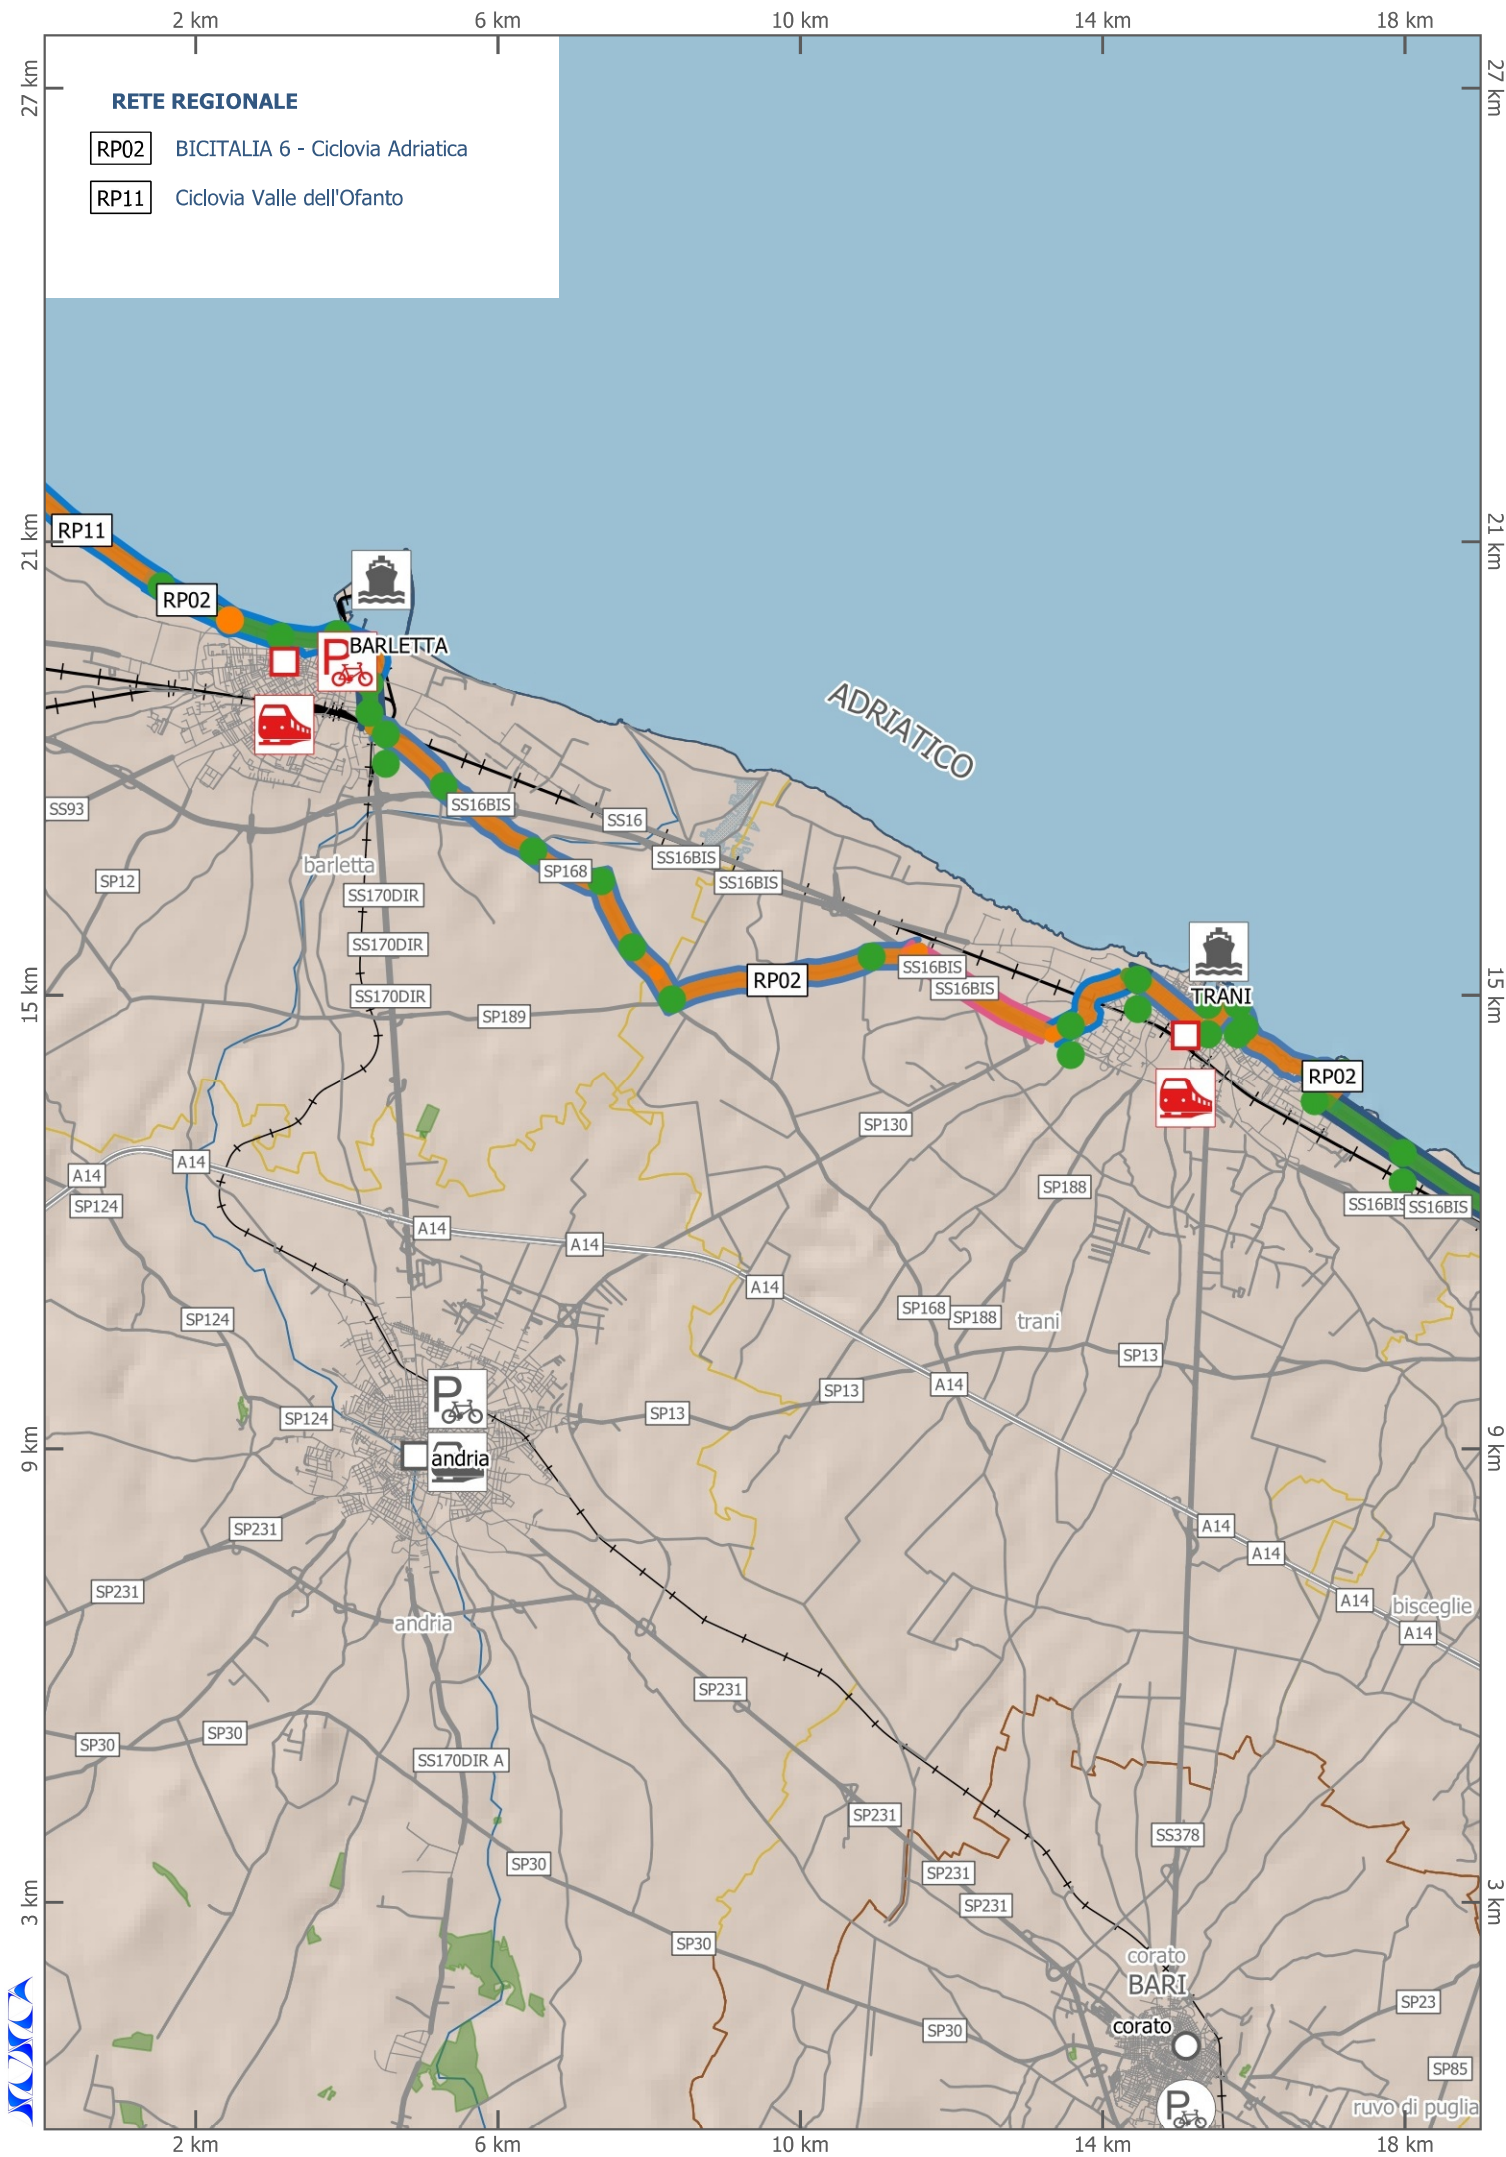 2 km
6 km
10 km
14 km
18 km
27 km
27 km
RETE REGIONALE
RP02 BICITALIA 6 - Ciclovia Adriatica
RP11 Ciclovia Valle dell'Ofanto
RP11
21 km
21 km
RP02
BARLETTA
P
ADRIATICO
SS93
SS16BIS
SS16
barletta
SS16BIS
SP12
SP168
SS16BIS
SS170DIR
SS170DIR
SS16BIS
RP02
SS16BIS
SS170DIR
TRANI
15 km
15 km
SP189
RP02
SP130
A14
A14
SP188
SP124
SS16BIS
SS16BIS
A14
A14
A14
SP124
SP168
SP188
trani
SP13
A14
SP13
P
SP124
SP13
9 km
9 km
andria
SP231
A14
A14
SP231
A14
bisceglie
andria
A14
SP231
SP30
SP30
SS170DIR A
SP231
SS378
SP30
SP231
3 km
3 km
SP231
SP30
corato
BARI
SP23
corato
SP30
SP85
P
ruvo di puglia
2 km
6 km
10 km
14 km
18 km